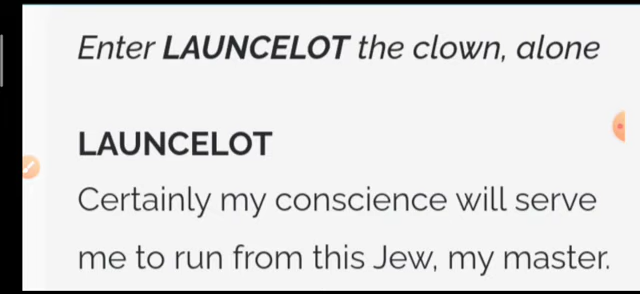 Enter LAUNCELOT the clown, alone
LAUNCELOT
Certainly my conscience will serve
me to run from this Jew, my master.